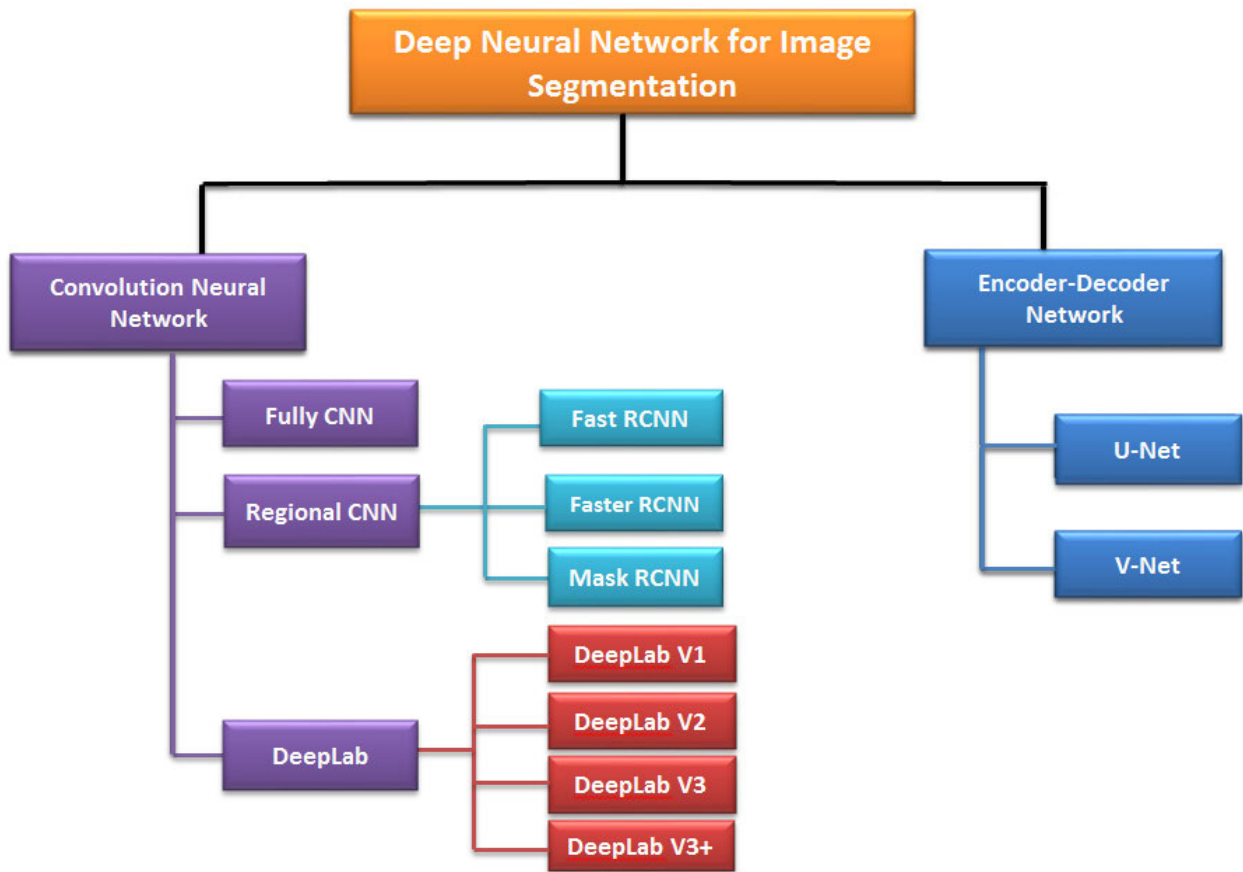 Deep Neural Network for Image
Segmentation
Convolution Neural
Network
Encoder-Decoder
Network
Fully CNN
Regional CNN
DeepLab
Fast RCNN
Faster RCNN
Mask RCNN
DeepLab V1
DeepLab V2
DeepLab V3
DeepLab V3+
U-Net
V-Net